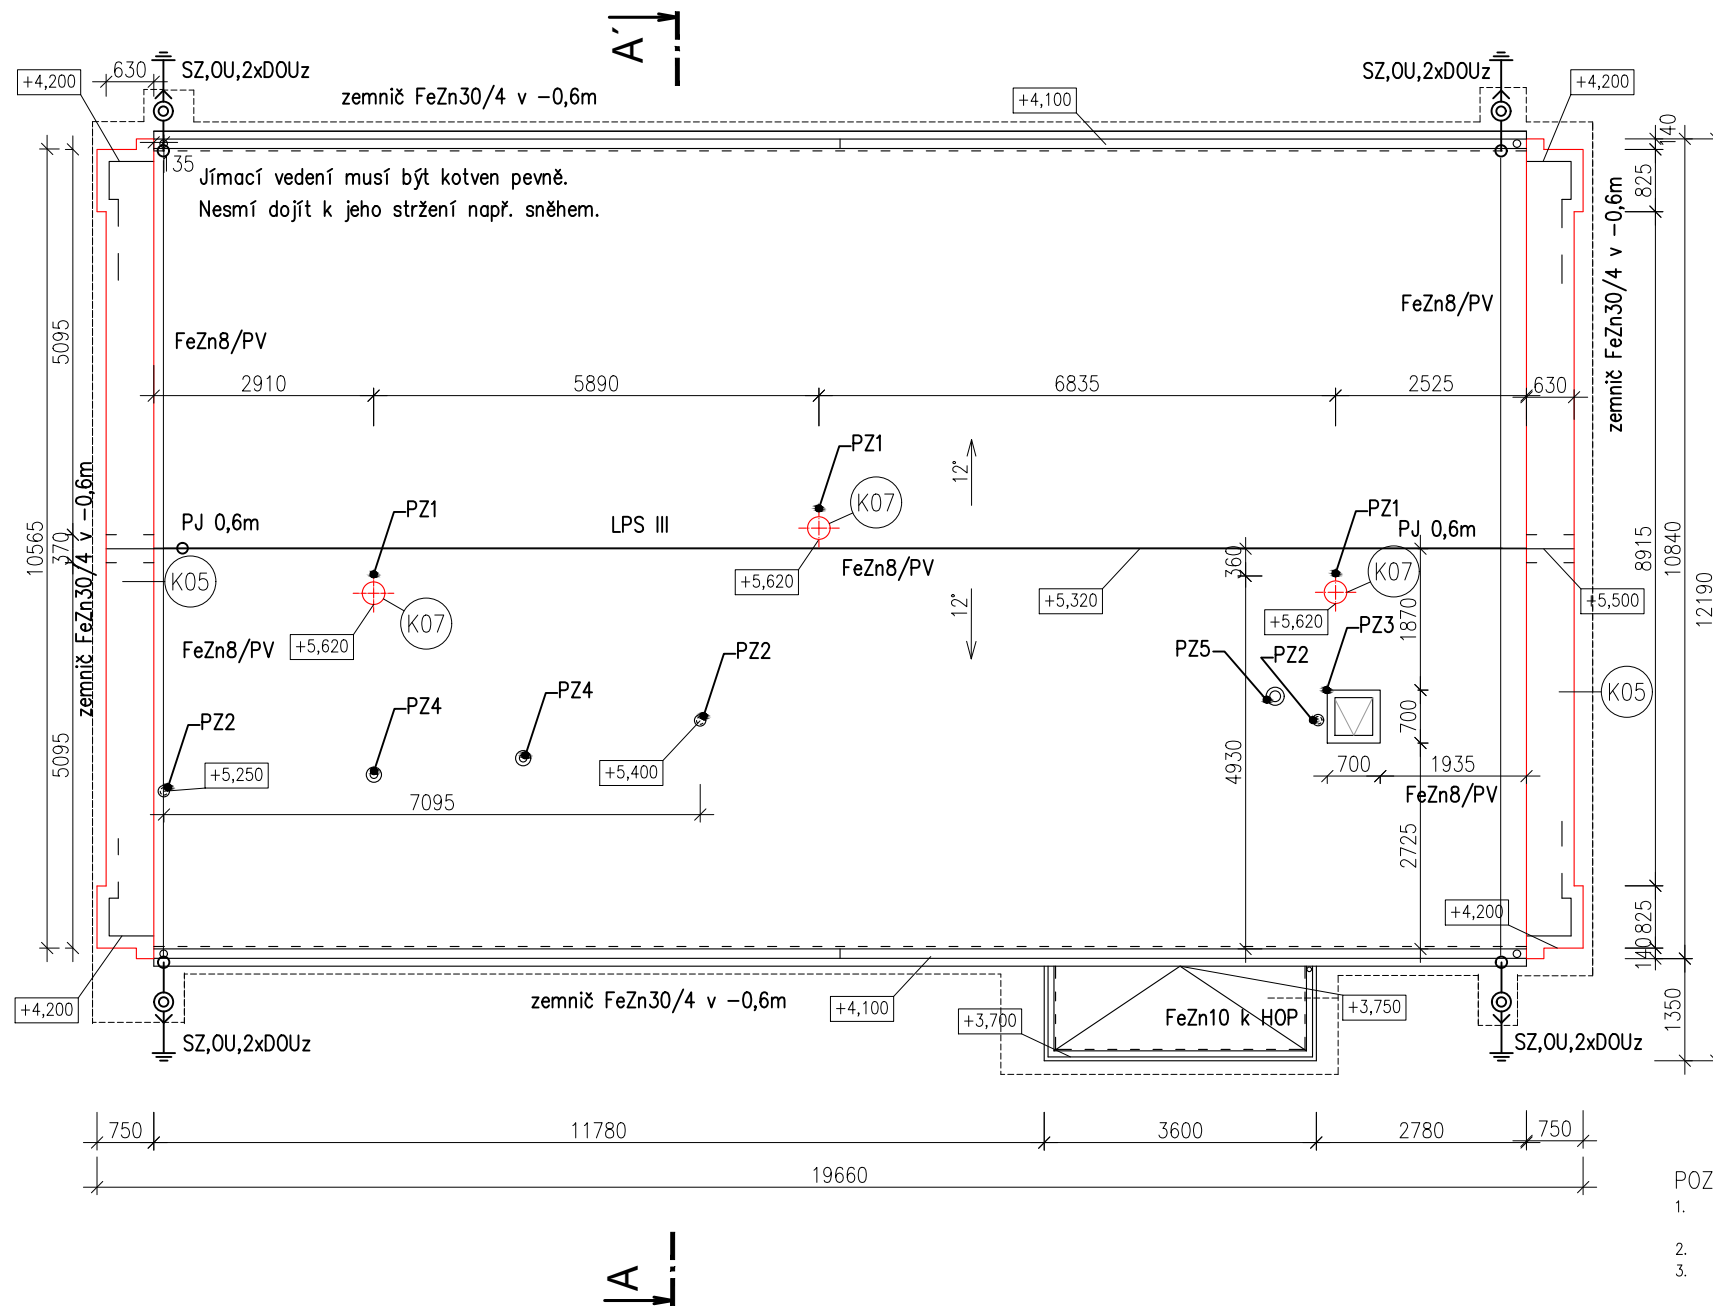 A'
630
SZ,OU,2xDOUz
SZ,OU,2xDOUz
+4,200
zemnič FeZn30/4 v -0,6m
+4,100
+4,200
140
35
Jímací vedení musí být kotven pevně.
Nesmí dojít k jeho stržení např. sněhem.
825
zemnič FeZn30/4 v -0,6m
FeZn8/PV
FeZn8/PV
5095
2910
5890
6835
2525
630
PZ1
12°
K07
PZ1
PZ1
PJ 0,6m
LPS III
PJ 0,6m
zemnič FeZn30/4 v -0,6m
10565
370
K05
+5,620
FeZn8/PV
360
K07
8915
10840
12190
+5,320
+5,500
12°
K07
+5,620
+5,620
1870
PZ3
FeZn8/PV
PZ2
PZ5
PZ2
PZ4
K05
PZ4
PZ2
700
5095
+5,250
+5,400
4930
700
1935
7095
FeZn8/PV
2725
+4,200
825
140
+4,200
zemnič FeZn30/4 v -0,6m
+4,100
+3,700
FeZn10 k HOP
+3,750
1350
SZ,OU,2xDOUz
SZ,OU,2xDOUz
750
11780
3600
2780
750
19660
POZ
1.
2.
3.
A